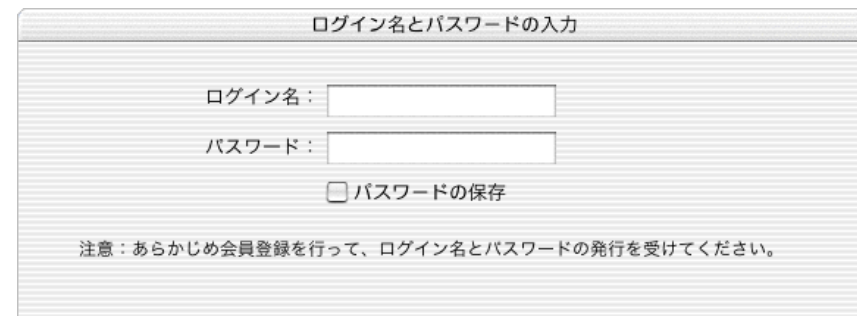 ログイン名とパスワードの入力
ログイン名：
パスワード：
パスワードの保存
注意：あらかじめ会員登録を行って、ログイン名とパスワードの発行を受けてください。